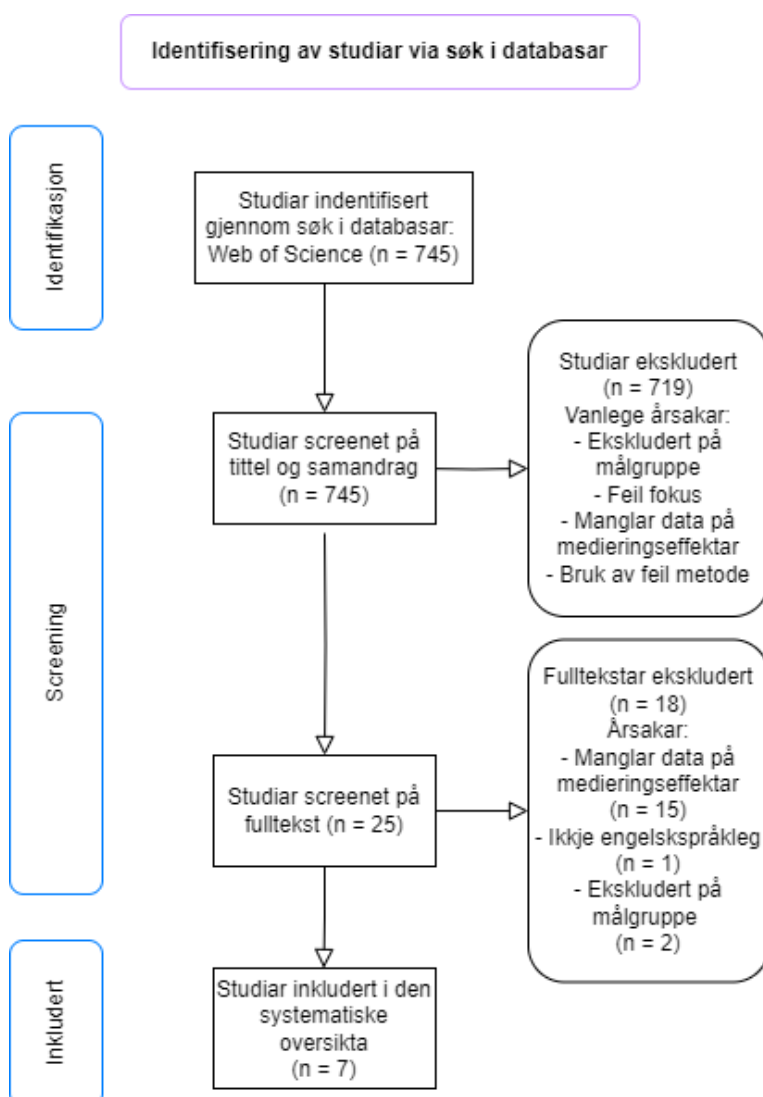 Identifisering av studiar via søk i databasar
Identifikasjon
Studiar indentifisert
gjennom søk i databasar:
Web of Science (n = 745)
Screening
Studiar screenet på
tittel og samandrag
(n = 745)
Studiar ekskludert
(n = 719)
Vanlege årsakar:
- Ekskludert på
målgruppe
- Feil fokus
- Manglar data på
medieringseffektar
- Bruk av feil metode
Studiar screenet på
fulltekst (n = 25)
Fulltekstar ekskludert
(n = 18)
Årsakar:
- Manglar data på
medieringseffektar
(n = 15)
- Ikkje engelskspråkleg
(n = 1)
- Ekskludert på
målgruppe
(n = 2)
Inkludert
Studiar inkludert i den
systematiske
oversikta
(n = 7)